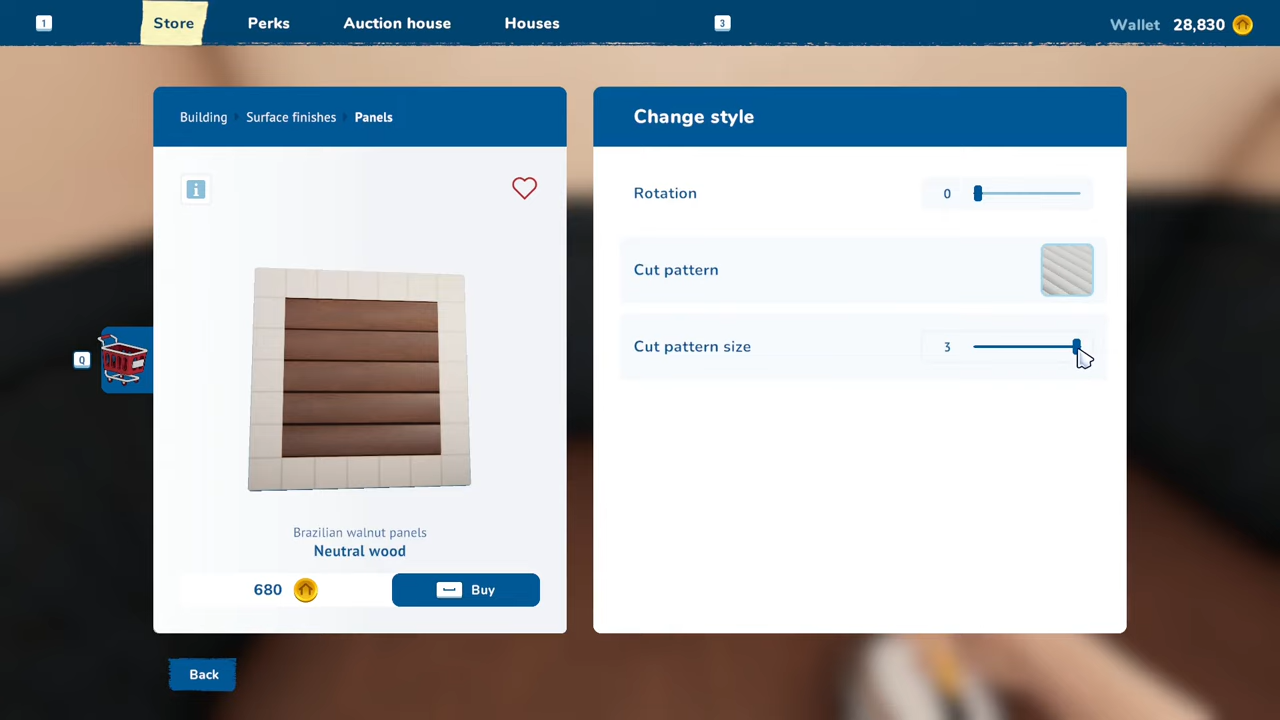 1
Store
Perks
Auction house
Houses
3
Wallet 28,830
Building
Surface finishes
Panels
Change style
i
Rotation
0
Cut pattern
Cut pattern size
3
Q
Brazilian walnut panels
Neutral wood
680
Buy
Back